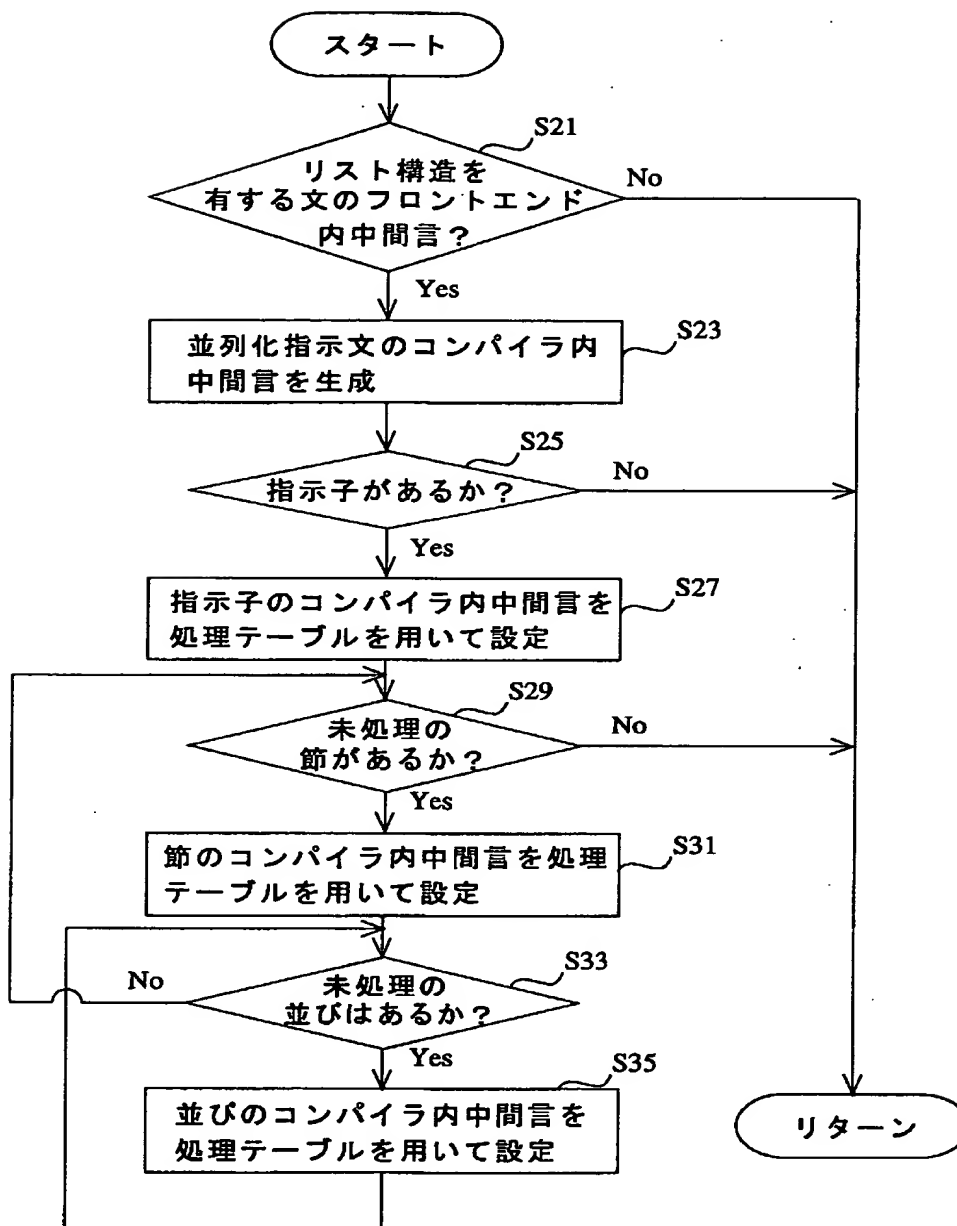 スタート
S21
リスト構造を
有する文のフロントエンド
内中間言？
No
Yes
S23
並列化指示文のコンパイラ内
中間言を生成
S25
指示子があるか？
No
Yes
S27
指示子のコンパイラ内中間言を
処理テーブルを用いて設定
S29
未処理の
節があるか？
No
Yes
S31
節のコンパイラ内中間言を処理
テーブルを用いて設定
S33
未処理の
並びはあるか？
No
Yes
S35
並びのコンパイラ内中間言を
処理テーブルを用いて設定
リターン